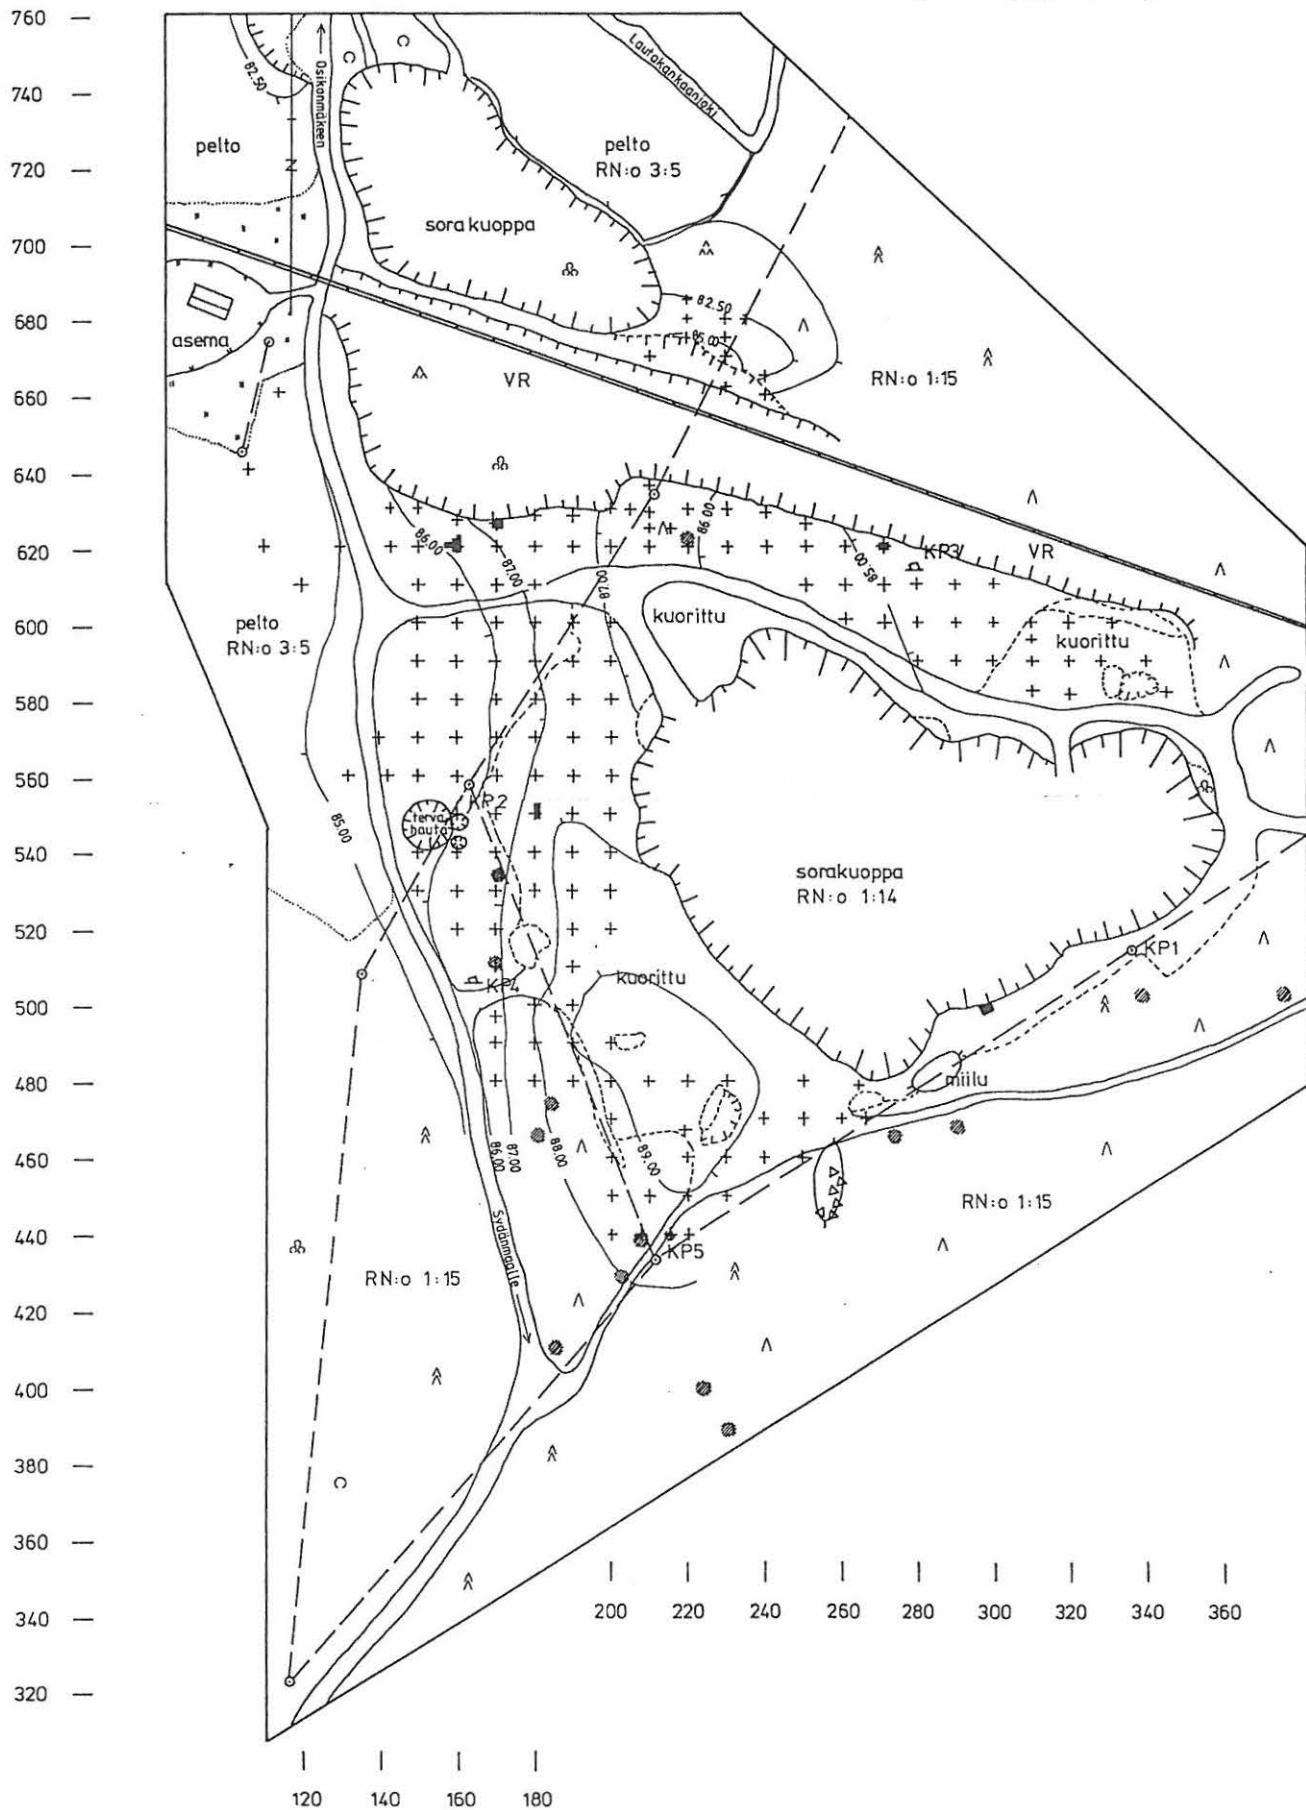 760
740
720
700
680
660
640
620
600
580
560
540
520
500
480
460
440
420
400
380
360
340
320
82.50
Osikonmäkeen
Lautakankaanjoki
pelto
N
pelto
RN:o 3:5
sorakuoppa
82.50
85.00
asema
VR
RN:o 1:15
86.00
86.00
87.00
87.00
85.00
KP3
VR
kuorittu
kuorittu
pelto
RN:o 3:5
85.00
KP2
terva
hauta
sorakuoppa
RN:o 1:14
KP1
KP4
kuorittu
miilu
86.00
87.00
88.00
89.00
RN:o 1:15
Sydänmaalle
KP5
RN:o 1:15
200 220 240 260 280 300 320 340 360
120 140 160 180